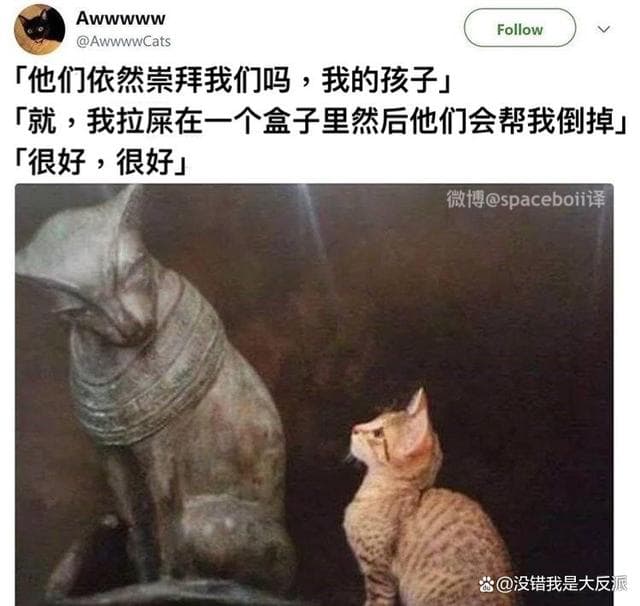 Awwwww
@AwwwwCats
Follow
「他们依然崇拜我们吗，我的孩子」
「就，我拉屎在一个盒子里然后他们会帮我倒掉」
「很好，很好」
微博@spaceboii译
@没错我是大反派